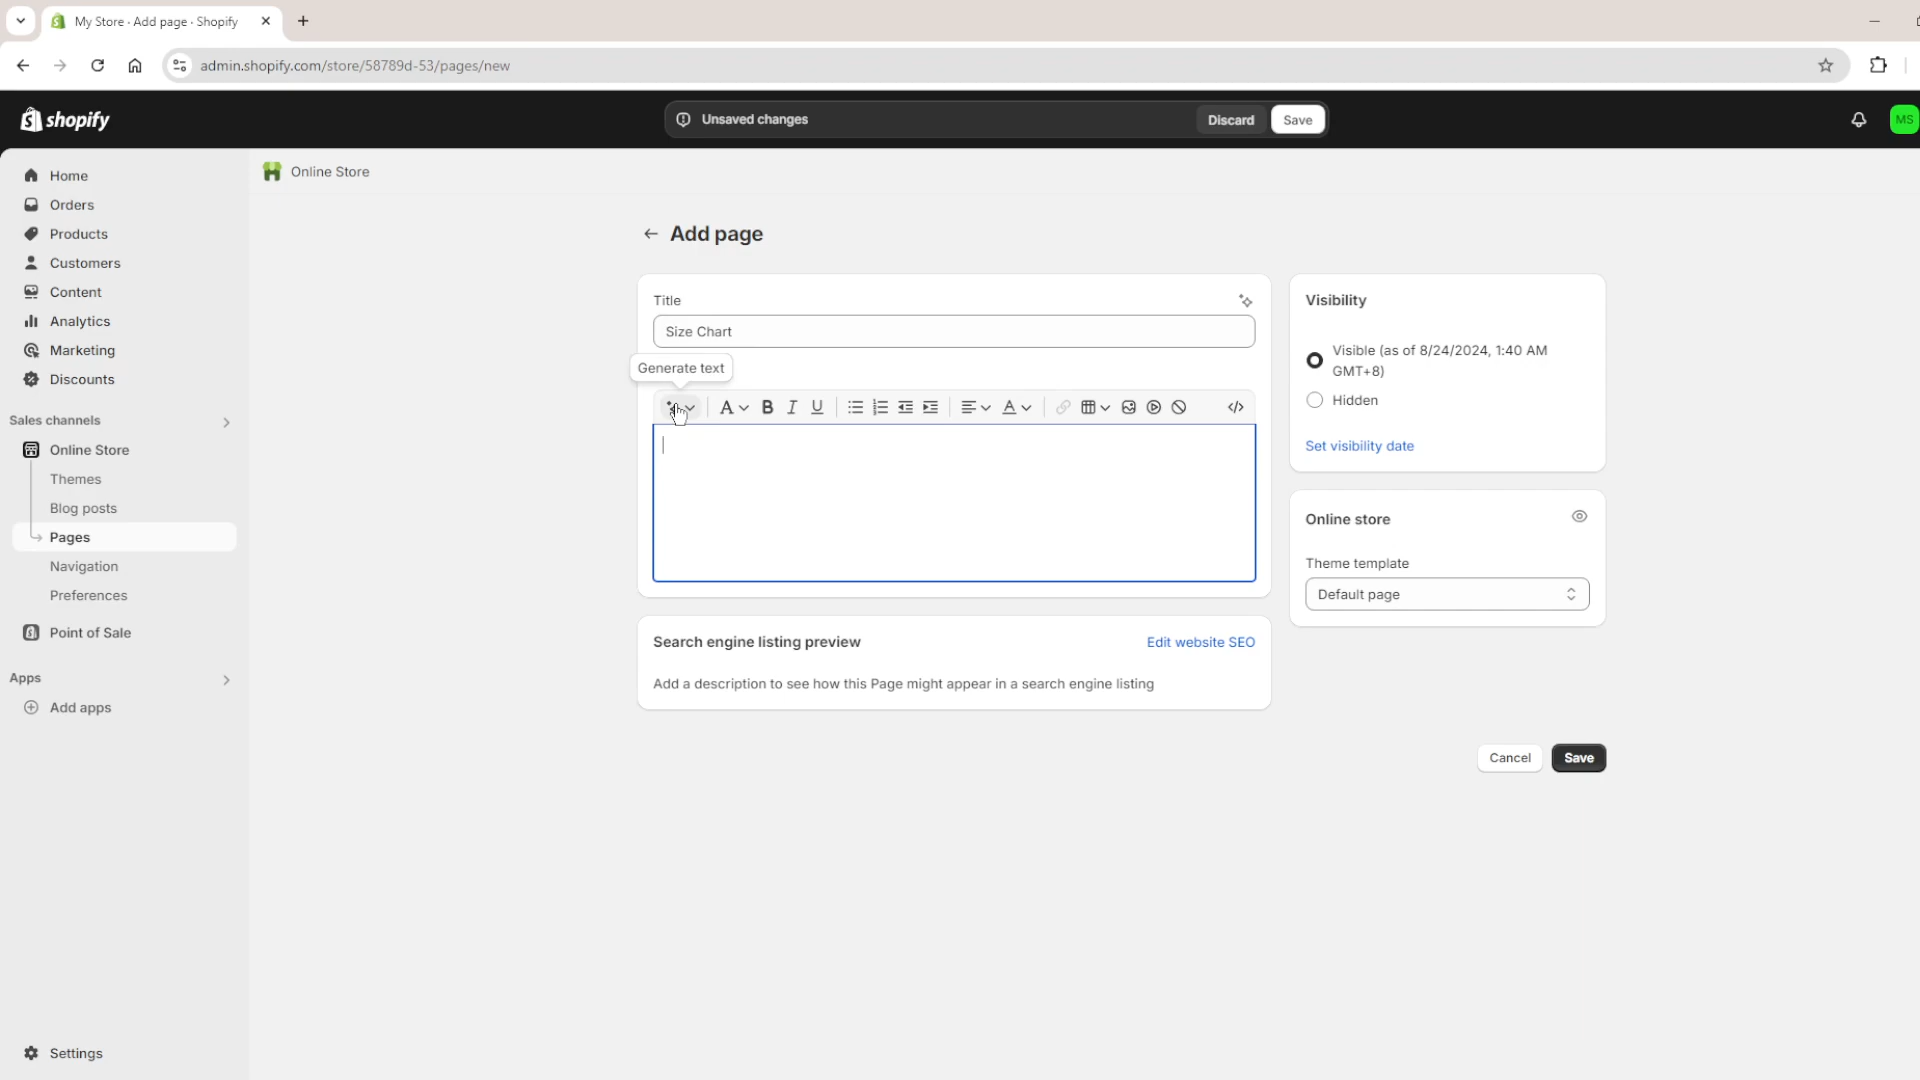 My Store · Add page · Shopify
admin.shopify.com/store/58789d-53/pages/new
shopify
Unsaved changes
Discard
Save
MS
Home
Orders
Products
Customers
Content
Analytics
Marketing
Discounts
Sales channels
Online Store
Themes
Blog posts
Pages
Navigation
Preferences
Point of Sale
Apps
Add apps
Settings
Online Store
Add page
Title
Size Chart
Generate text
A B I U A
Search engine listing preview
Edit website SEO
Add a description to see how this Page might appear in a search engine listing
Visibility
Visible (as of 8/24/2024, 1:40 AM
GMT+8)
Hidden
Set visibility date
Online store
Theme template
Default page
Cancel
Save